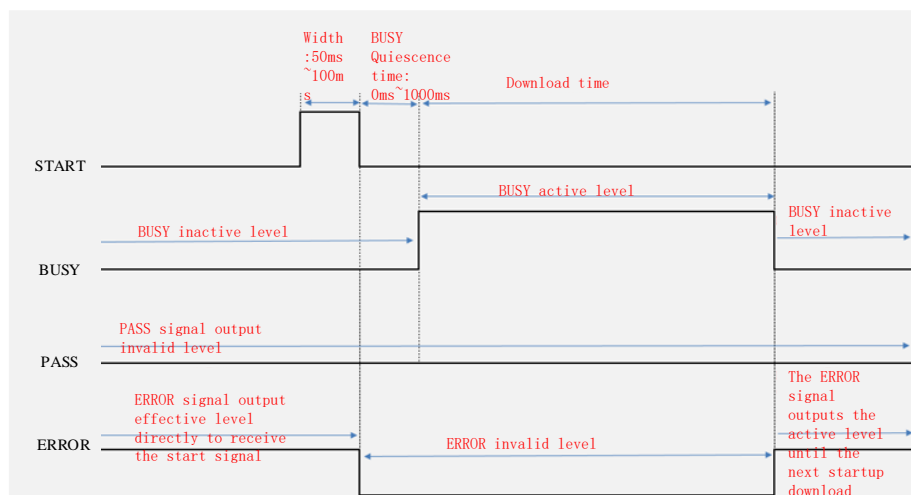 Width
:50ms
~100m
s
BUSY
Quiescence
time:
0ms~1000ms
Download time
START
BUSY active level
BUSY inactive level
BUSY inactive
level
BUSY
PASS signal output
invalid level
PASS
ERROR signal output
effective level
directly to receive
the start signal
ERROR
ERROR invalid level
The ERROR
signal
outputs the
active level
until the
next startup
download